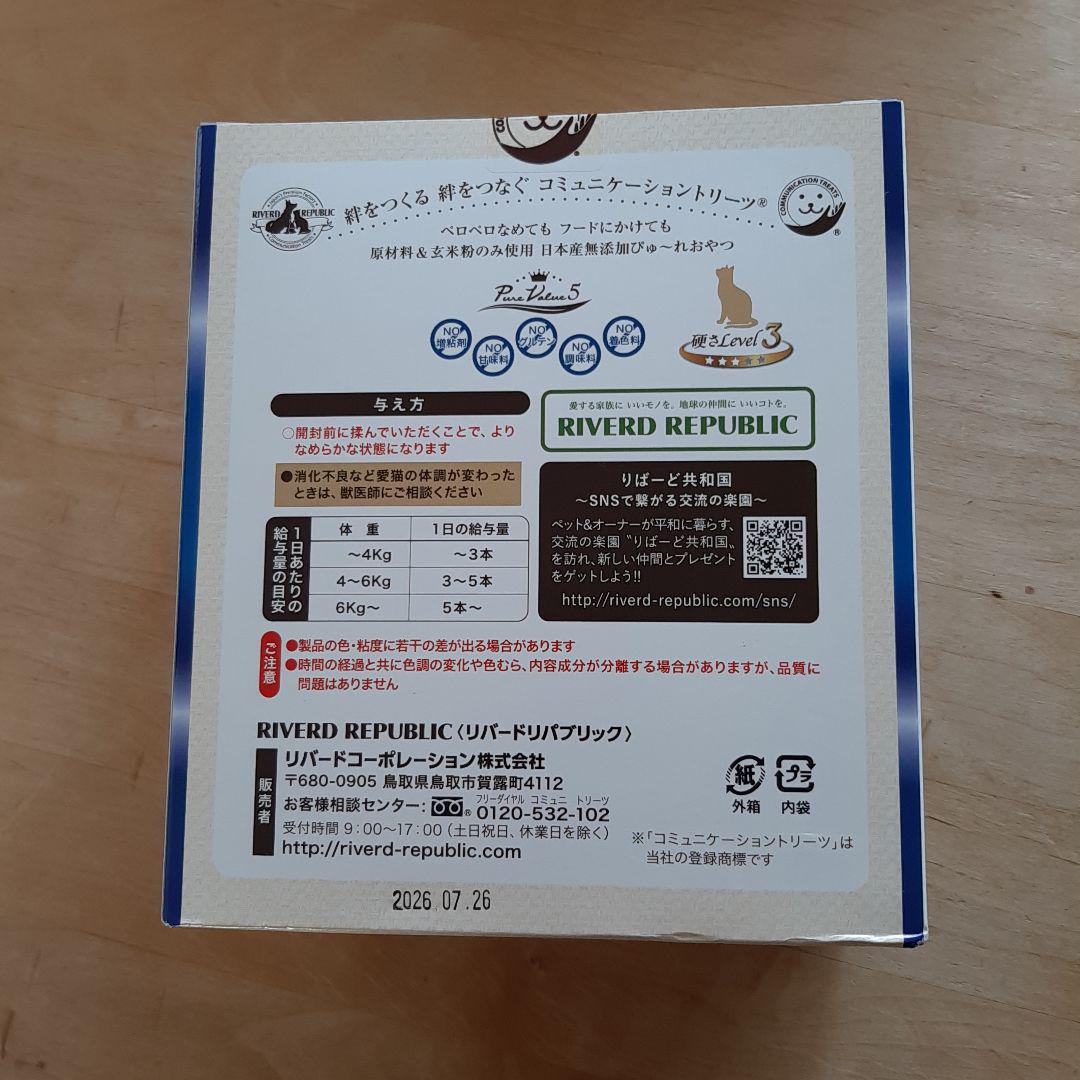 絆をつくる 絆をつなぐ コミュニケーショントリーツ®
RIVERD REPUBLIC
COMMUNICATION TREATS
ペロペロなめても フードにかけても
原材料&玄米粉のみ使用 日本産無添加ぴゅ〜れおやつ
Pure Value 5
NO 増粘剤
NO 甘味料
NO グルテン
NO 調味料
NO 着色料
硬さLevel 3
与え方
○開封前に揉んでいただくことで、より
なめらかな状態になります
●消化不良など愛猫の体調が変わった
ときは、獣医師にご相談ください
1日あたりの
給与量の目安
体 重 1日の給与量
〜4Kg 〜3本
4〜6Kg 3〜5本
6Kg〜 5本〜
愛する家族に いいモノを。地球の仲間に いいコトを。
RIVERD REPUBLIC
りばーど共和国
〜SNSで繋がる交流の楽園〜
ペット&オーナーが平和に暮らす、
交流の楽園〝りばーど共和国〟
を訪れ、新しい仲間とプレゼント
をゲットしよう!!
http://riverd-republic.com/sns/
ご注意
●製品の色・粘度に若干の差が出る場合があります
●時間の経過と共に色調の変化や色むら、内容成分が分離する場合がありますが、品質に
問題はありません
RIVERD REPUBLIC〈リバードリパブリック〉
販売者
リバードコーポレーション株式会社
〒680-0905 鳥取県鳥取市賀露町4112
フリーダイヤル コミュニ トリーツ
お客様相談センター: ® 0120-532-102
受付時間 9:00〜17:00(土日祝日、休業日を除く)
http://riverd-republic.com
紙
外箱
プラ
内袋
※「コミュニケーショントリーツ」は
当社の登録商標です
2026.07.26